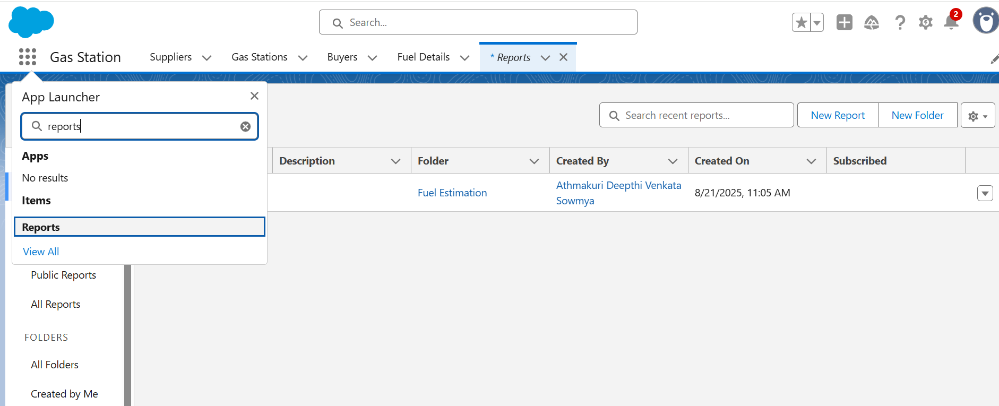 Search...
2
Gas Station
Suppliers
Gas Stations
Buyers
Fuel Details
* Reports
App Launcher
reports
Apps
No results
Items
Reports
View All
Search recent reports...
New Report
New Folder
Description
Folder
Created By
Created On
Subscribed
Fuel Estimation
Athmakuri Deepthi Venkata
Sowmya
8/21/2025, 11:05 AM
Public Reports
All Reports
FOLDERS
All Folders
Created by Me